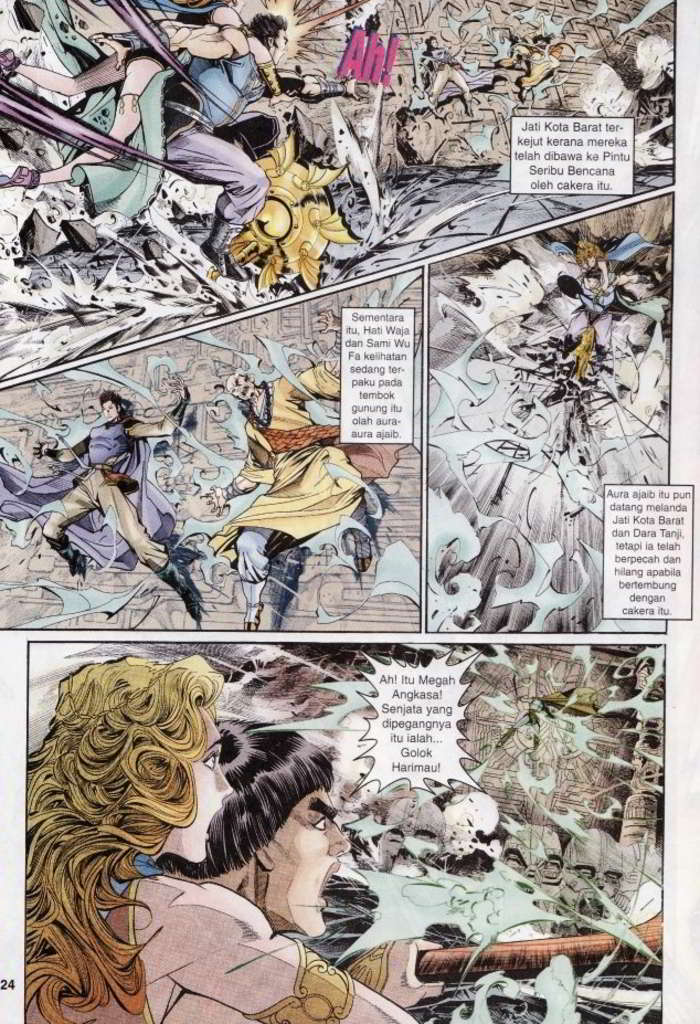 Ah!
Jati Kota Barat ter-
kejut kerana mereka
telah dibawa ke Pintu
Seribu Bencana
oleh cakera itu.
Sementara
itu, Hati Waja
dan Sami Wu
Fa kelihatan
sedang ter-
paku pada
tembok
gunung itu
olah aura-
aura ajaib.
Aura ajaib itu pun
datang melanda
Jati Kota Barat
dan Dara Tanji,
tetapi ia telah
berpecah dan
hilang apabila
bertembung
dengan
cakera itu.
Ah! Itu Megah
Angkasa!
Senjata yang
dipegangnya
itu ialah...
Golok
Harimau!
24